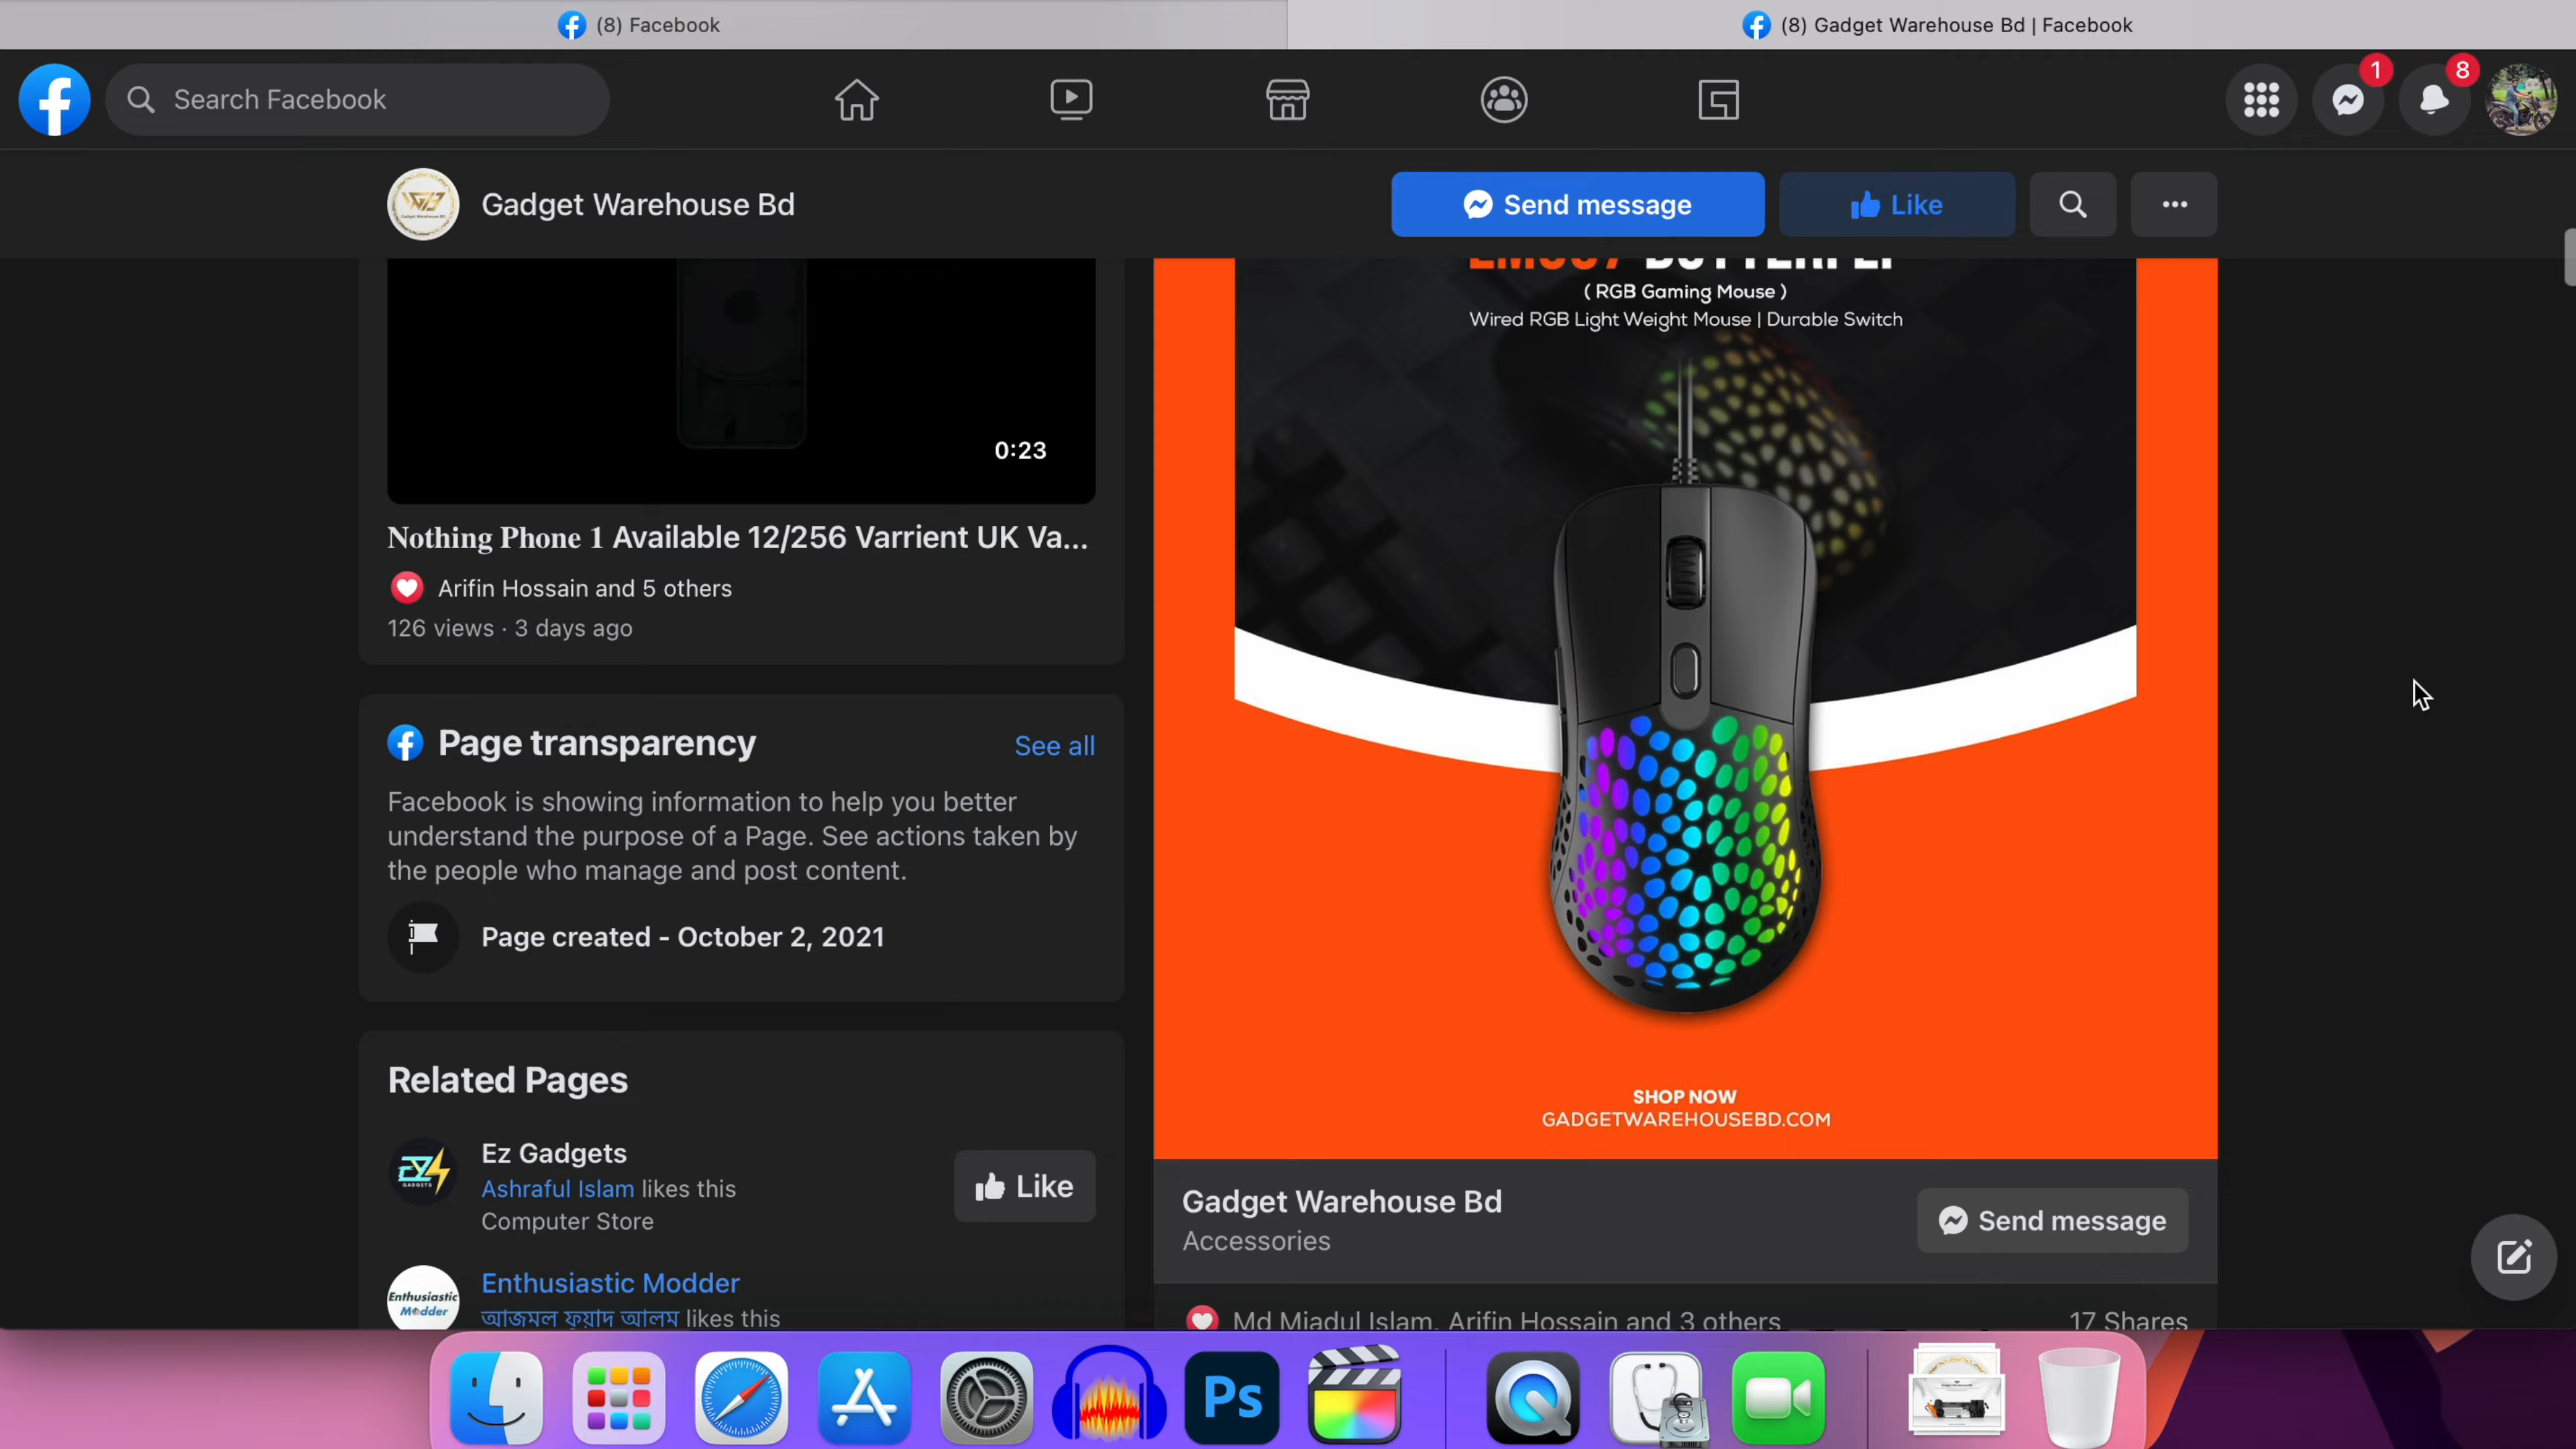 (8) Facebook
(8) Gadget Warehouse Bd | Facebook
Search Facebook
1
8
Gadget Warehouse Bd
Send message
Like
( RGB Gaming Mouse )
Wired RGB Light Weight Mouse | Durable Switch
0:23
Nothing Phone 1 Available 12/256 Varrient UK Va...
Arifin Hossain and 5 others
126 views · 3 days ago
Page transparency
See all
Facebook is showing information to help you better
understand the purpose of a Page. See actions taken by
the people who manage and post content.
Page created - October 2, 2021
Related Pages
Ez Gadgets
Ashraful Islam likes this
Computer Store
Like
Enthusiastic
Modder
Enthusiastic Modder
আজমল ফুয়াদ আলম likes this
SHOP NOW
GADGETWAREHOUSEBD.COM
Gadget Warehouse Bd
Accessories
Send message
Md Miadul Islam, Arifin Hossain and 3 others
17 Shares
Ps